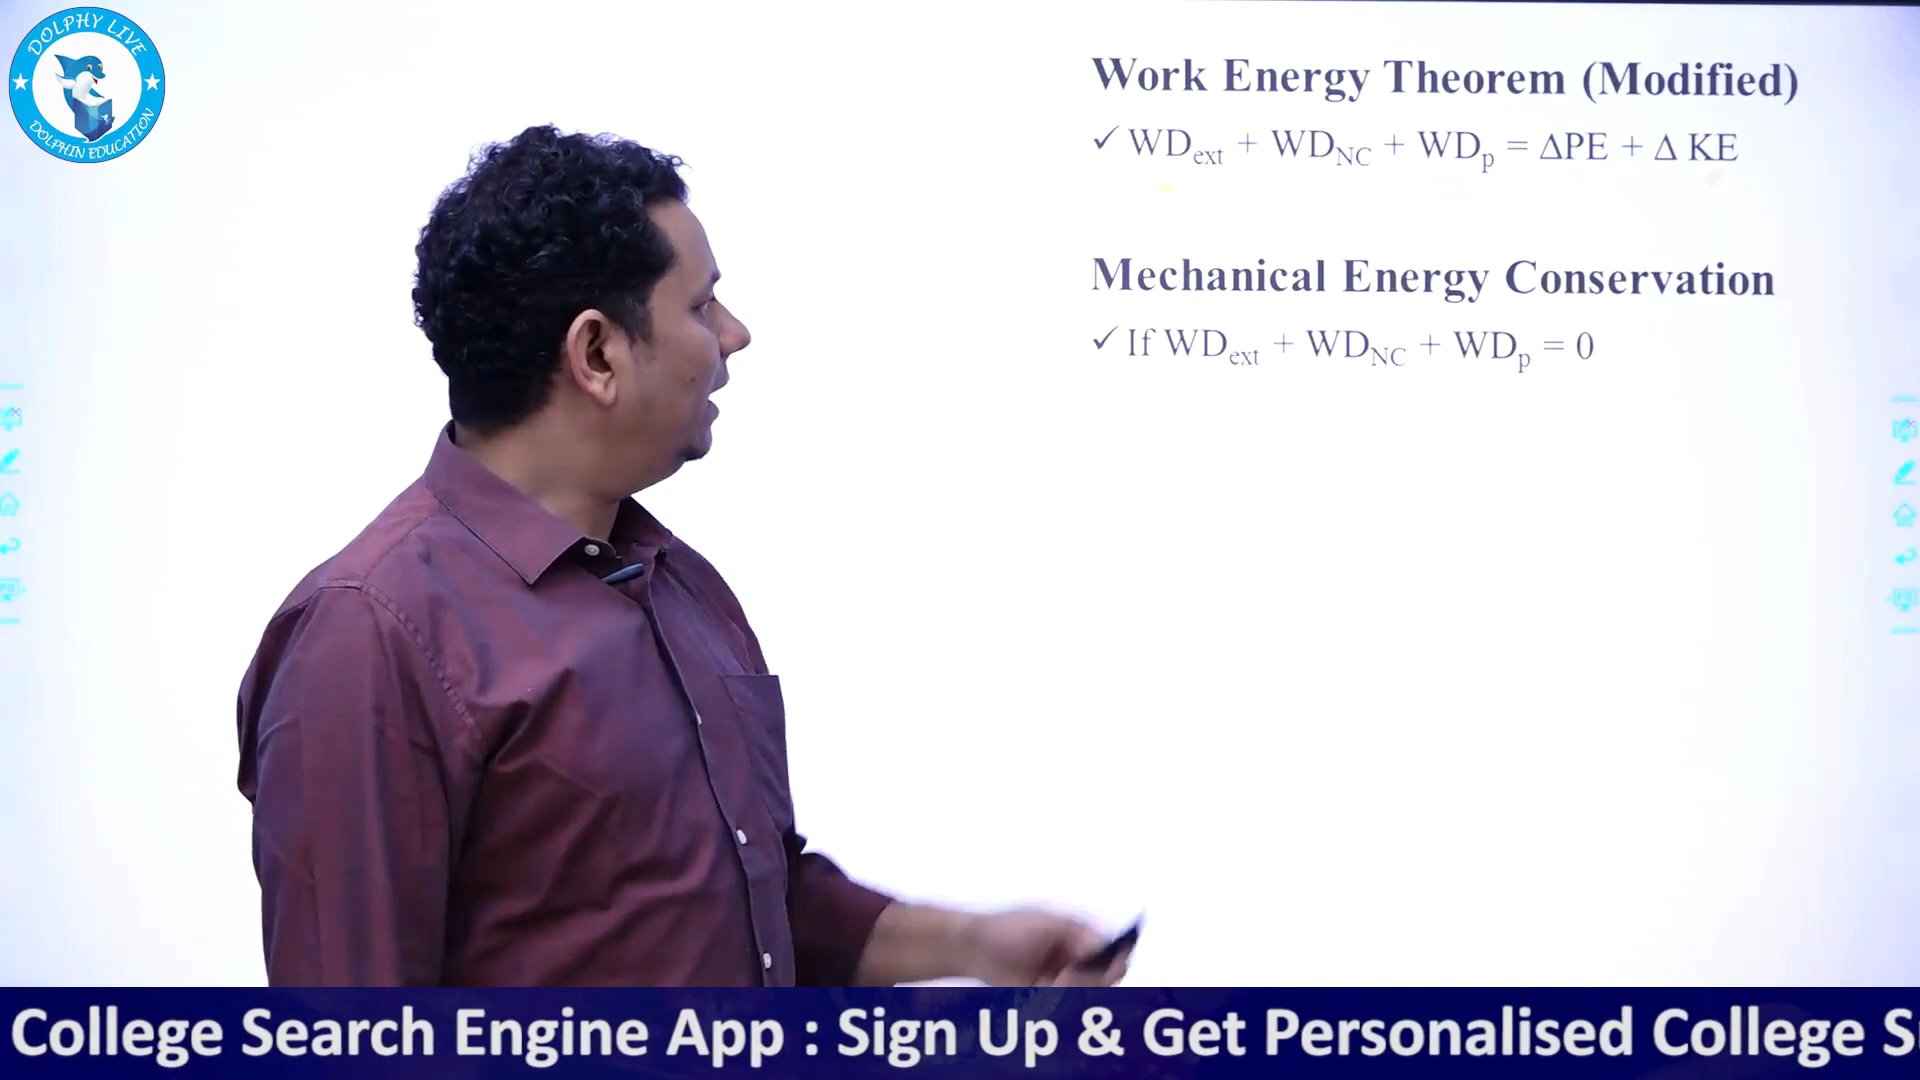 DOLPHY LIVE
DOLPHIN EDUCATION
Work Energy Theorem (Modified)
✓ WDext + WDNC + WDp = ΔPE + Δ KE
Mechanical Energy Conservation
✓ If WDext + WDNC + WDp = 0
College Search Engine App : Sign Up & Get Personalised College S